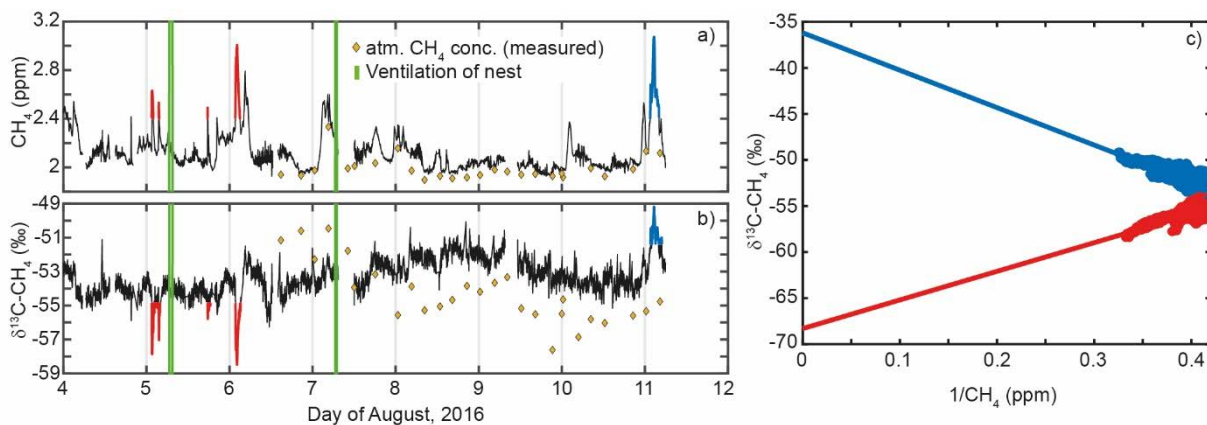 3.2
2.8
2.4
2
CH₄ (ppm)
a)
atm. CH₄ conc. (measured)
Ventilation of nest
-49
-51
-53
-55
-57
-59
δ¹³C-CH₄ (‰)
b)
4 5 6 7 8 9 10 11 12
Day of August, 2016
-35
-40
-45
-50
-55
-60
-65
-70
δ¹³C-CH₄ (‰)
c)
0 0.1 0.2 0.3 0.4
1/CH₄ (ppm)